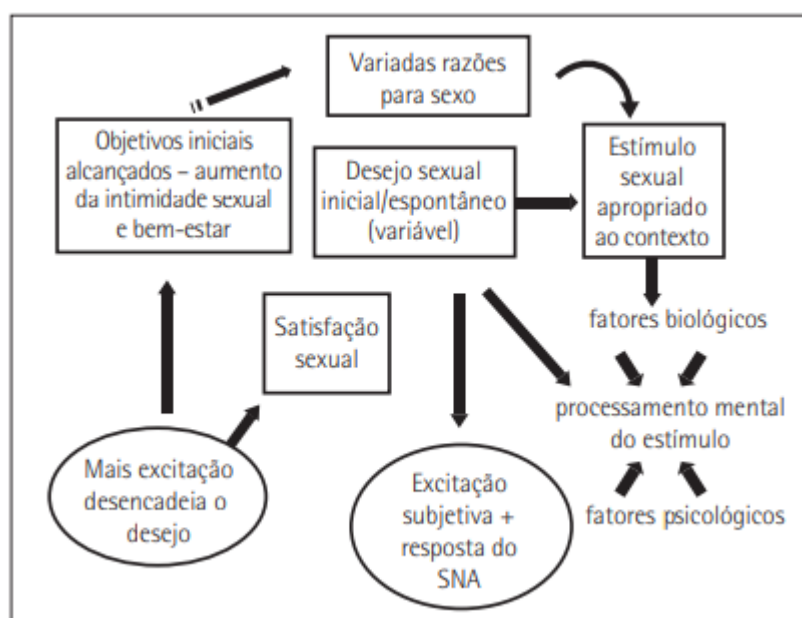 Variadas razões
para sexo
Objetivos iniciais
alcançados – aumento
da intimidade sexual
e bem-estar
Desejo sexual
inicial/espontâneo
(variável)
Estímulo
sexual
apropriado
ao contexto
Satisfação
sexual
fatores biológicos
processamento mental
do estímulo
fatores psicológicos
Mais excitação
desencadeia o
desejo
Excitação
subjetiva +
resposta do
SNA